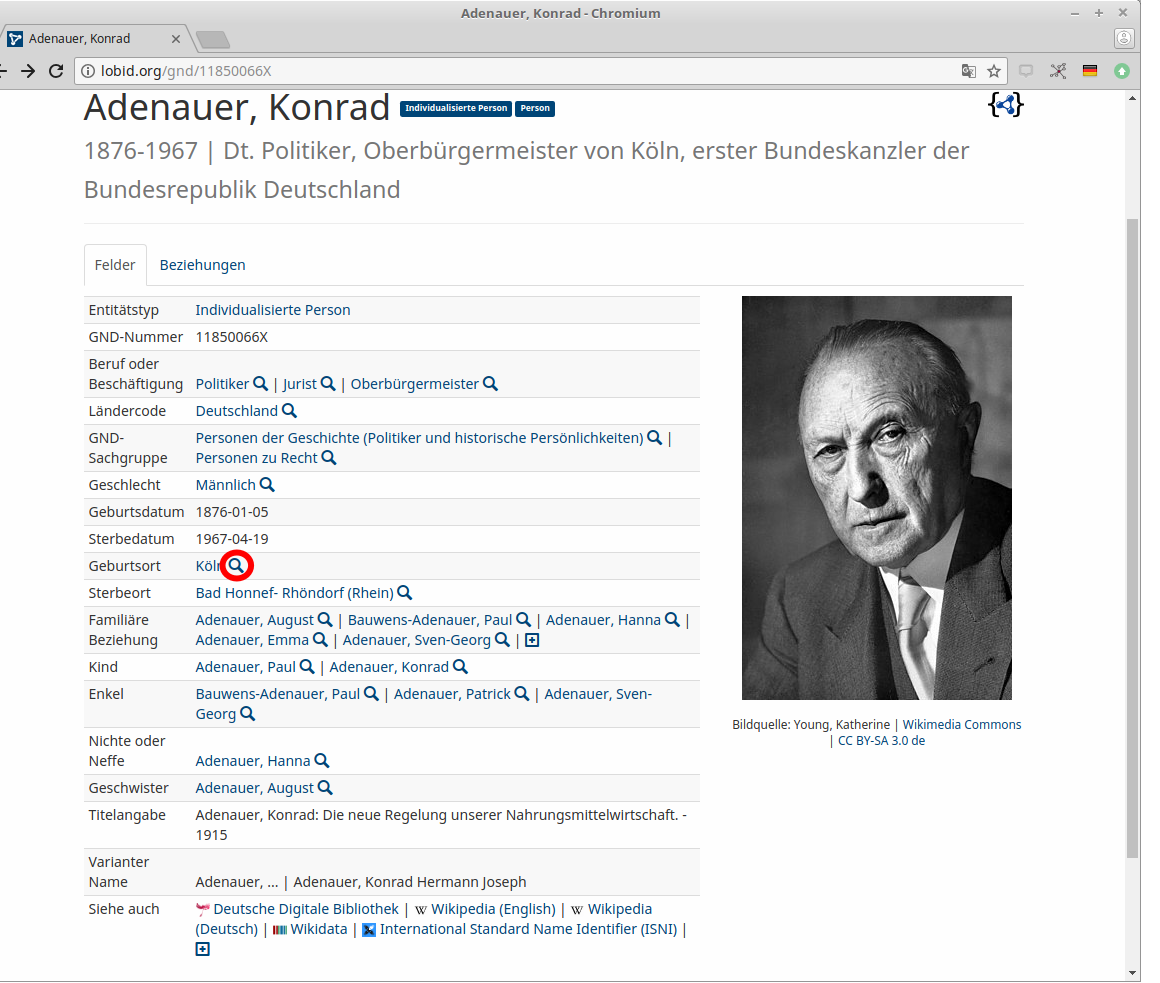 Adenauer, Konrad - Chromium
Adenauer, Konrad
lobid.org/gnd/11850066X
Adenauer, Konrad Individualisierte Person Person
1876-1967 | Dt. Politiker, Oberbürgermeister von Köln, erster Bundeskanzler der
Bundesrepublik Deutschland
Felder Beziehungen
Entitätstyp Individualisierte Person
GND-Nummer 11850066X
Beruf oder
Beschäftigung Politiker | Jurist | Oberbürgermeister
Ländercode Deutschland
GND- Personen der Geschichte (Politiker und historische Persönlichkeiten) |
Sachgruppe Personen zu Recht
Geschlecht Männlich
Geburtsdatum 1876-01-05
Sterbedatum 1967-04-19
Geburtsort Köln
Sterbeort Bad Honnef- Rhöndorf (Rhein)
Familiäre Adenauer, August | Bauwens-Adenauer, Paul | Adenauer, Hanna |
Beziehung Adenauer, Emma | Adenauer, Sven-Georg |
Kind Adenauer, Paul | Adenauer, Konrad
Enkel Bauwens-Adenauer, Paul | Adenauer, Patrick | Adenauer, Sven-
Georg
Nichte oder
Neffe Adenauer, Hanna
Geschwister Adenauer, August
Titelangabe Adenauer, Konrad: Die neue Regelung unserer Nahrungsmittelwirtschaft. -
1915
Varianter
Name Adenauer, ... | Adenauer, Konrad Hermann Joseph
Siehe auch Deutsche Digitale Bibliothek | W Wikipedia (English) | W Wikipedia
(Deutsch) | Wikidata | International Standard Name Identifier (ISNI) |
Bildquelle: Young, Katherine | Wikimedia Commons
| CC BY-SA 3.0 de